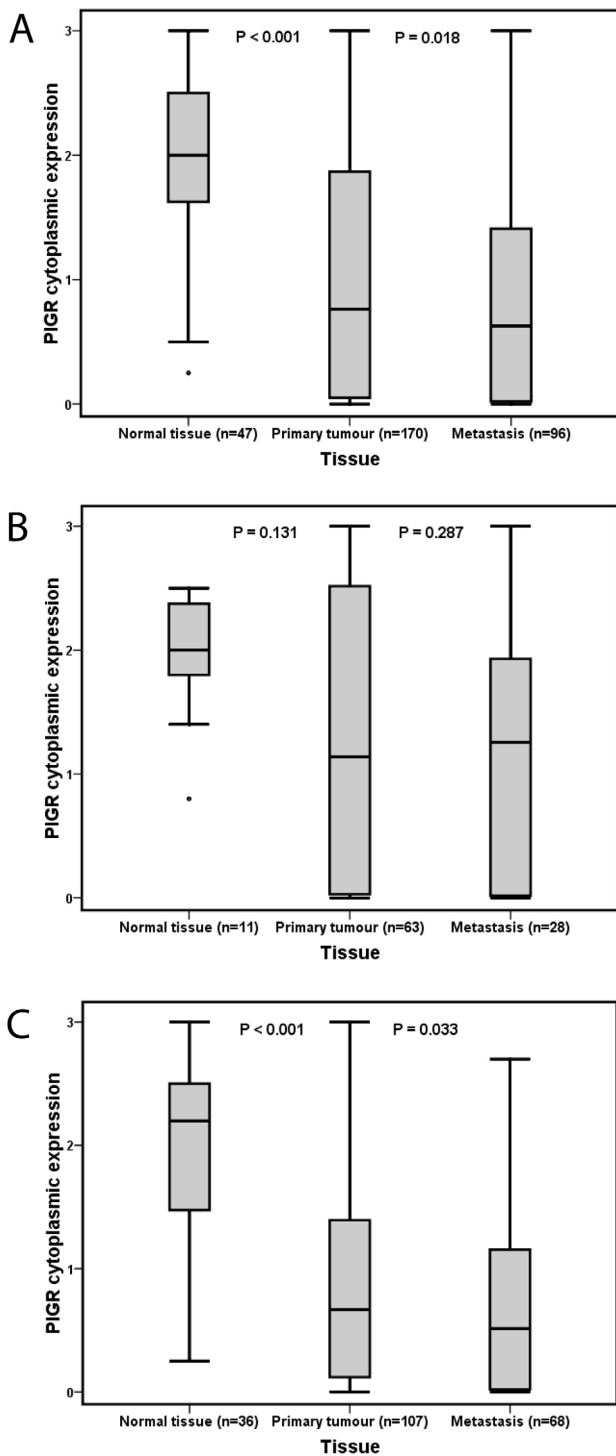 A
P < 0.001 P = 0.018
3
2
1
0
PIGR cytoplasmic expression
Normal tissue (n=47) Primary tumour (n=170) Metastasis (n=96)
Tissue
B
P = 0.131 P = 0.287
3
2
1
0
PIGR cytoplasmic expression
Normal tissue (n=11) Primary tumour (n=63) Metastasis (n=28)
Tissue
C
P < 0.001 P = 0.033
3
2
1
0
PIGR cytoplasmic expression
Normal tissue (n=36) Primary tumour (n=107) Metastasis (n=68)
Tissue